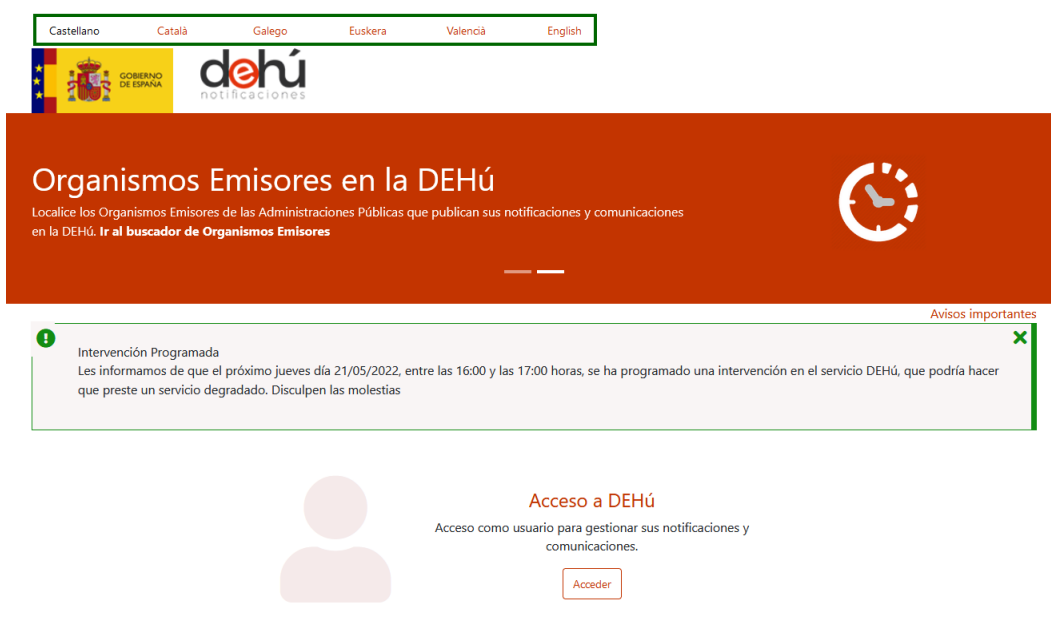 Castellano Català Galego Euskera Valencià English
GOBIERNO
DE ESPAÑA
dehú
notificaciones
Organismos Emisores en la DEHú
Localice los Organismos Emisores de las Administraciones Públicas que publican sus notificaciones y comunicaciones
en la DEHú. Ir al buscador de Organismos Emisores
Avisos importantes
Intervención Programada
Les informamos de que el próximo jueves día 21/05/2022, entre las 16:00 y las 17:00 horas, se ha programado una intervención en el servicio DEHú, que podría hacer
que preste un servicio degradado. Disculpen las molestias
Acceso a DEHú
Acceso como usuario para gestionar sus notificaciones y
comunicaciones.
Acceder